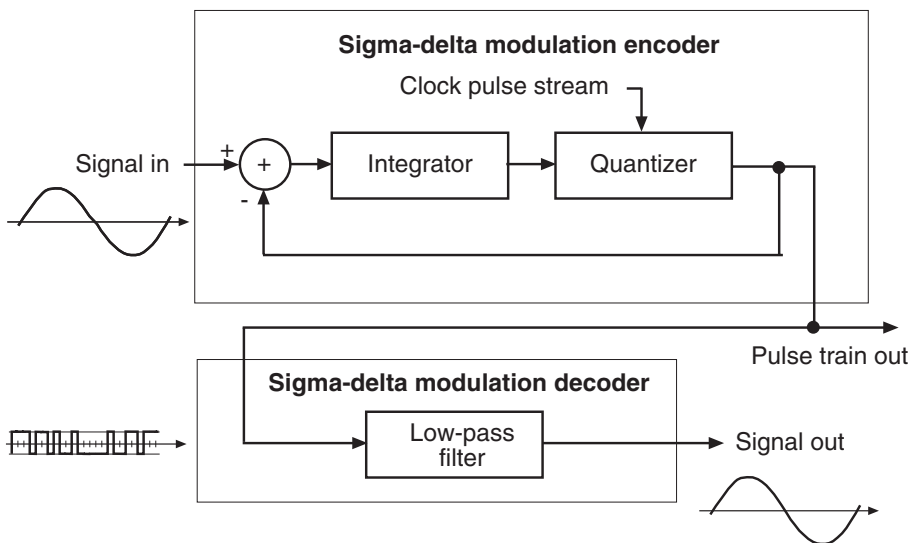 Sigma-delta modulation encoder
Clock pulse stream
+
Signal in
+
Integrator
Quantizer
-
Pulse train out
Sigma-delta modulation decoder
Low-pass
filter
Signal out